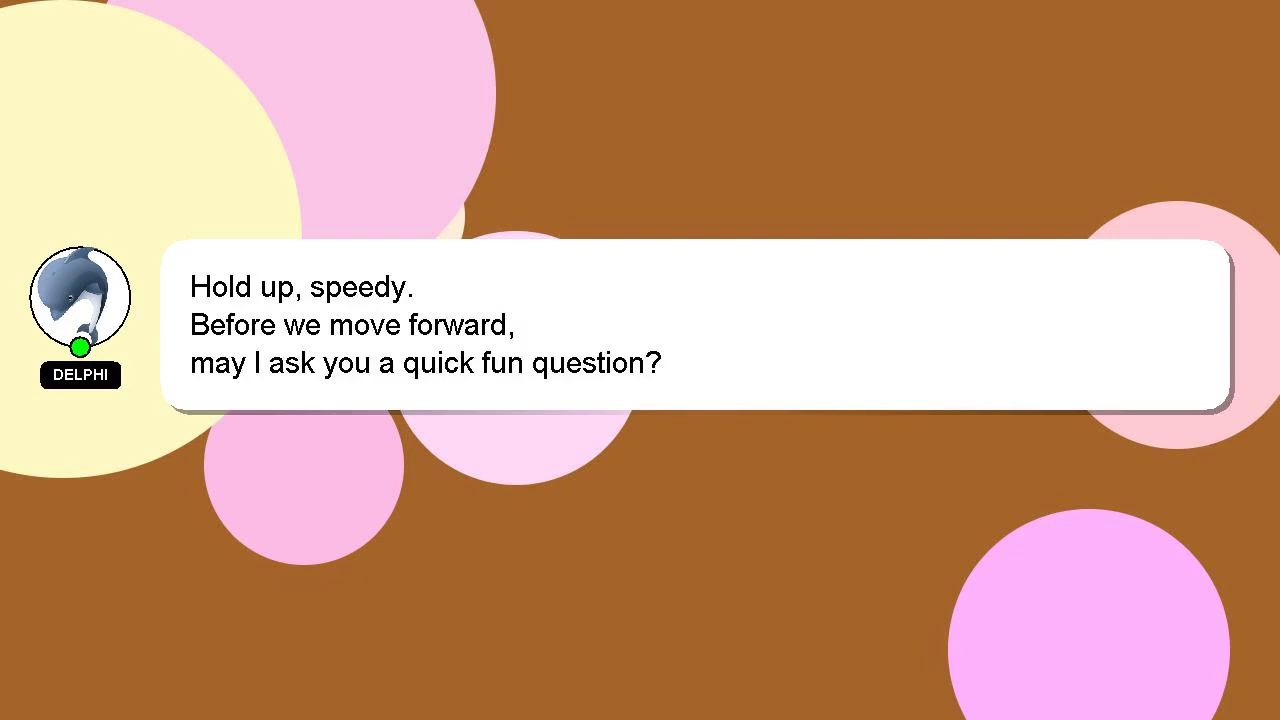 Hold up, speedy.
Before we move forward,
may I ask you a quick fun question?
DELPHI